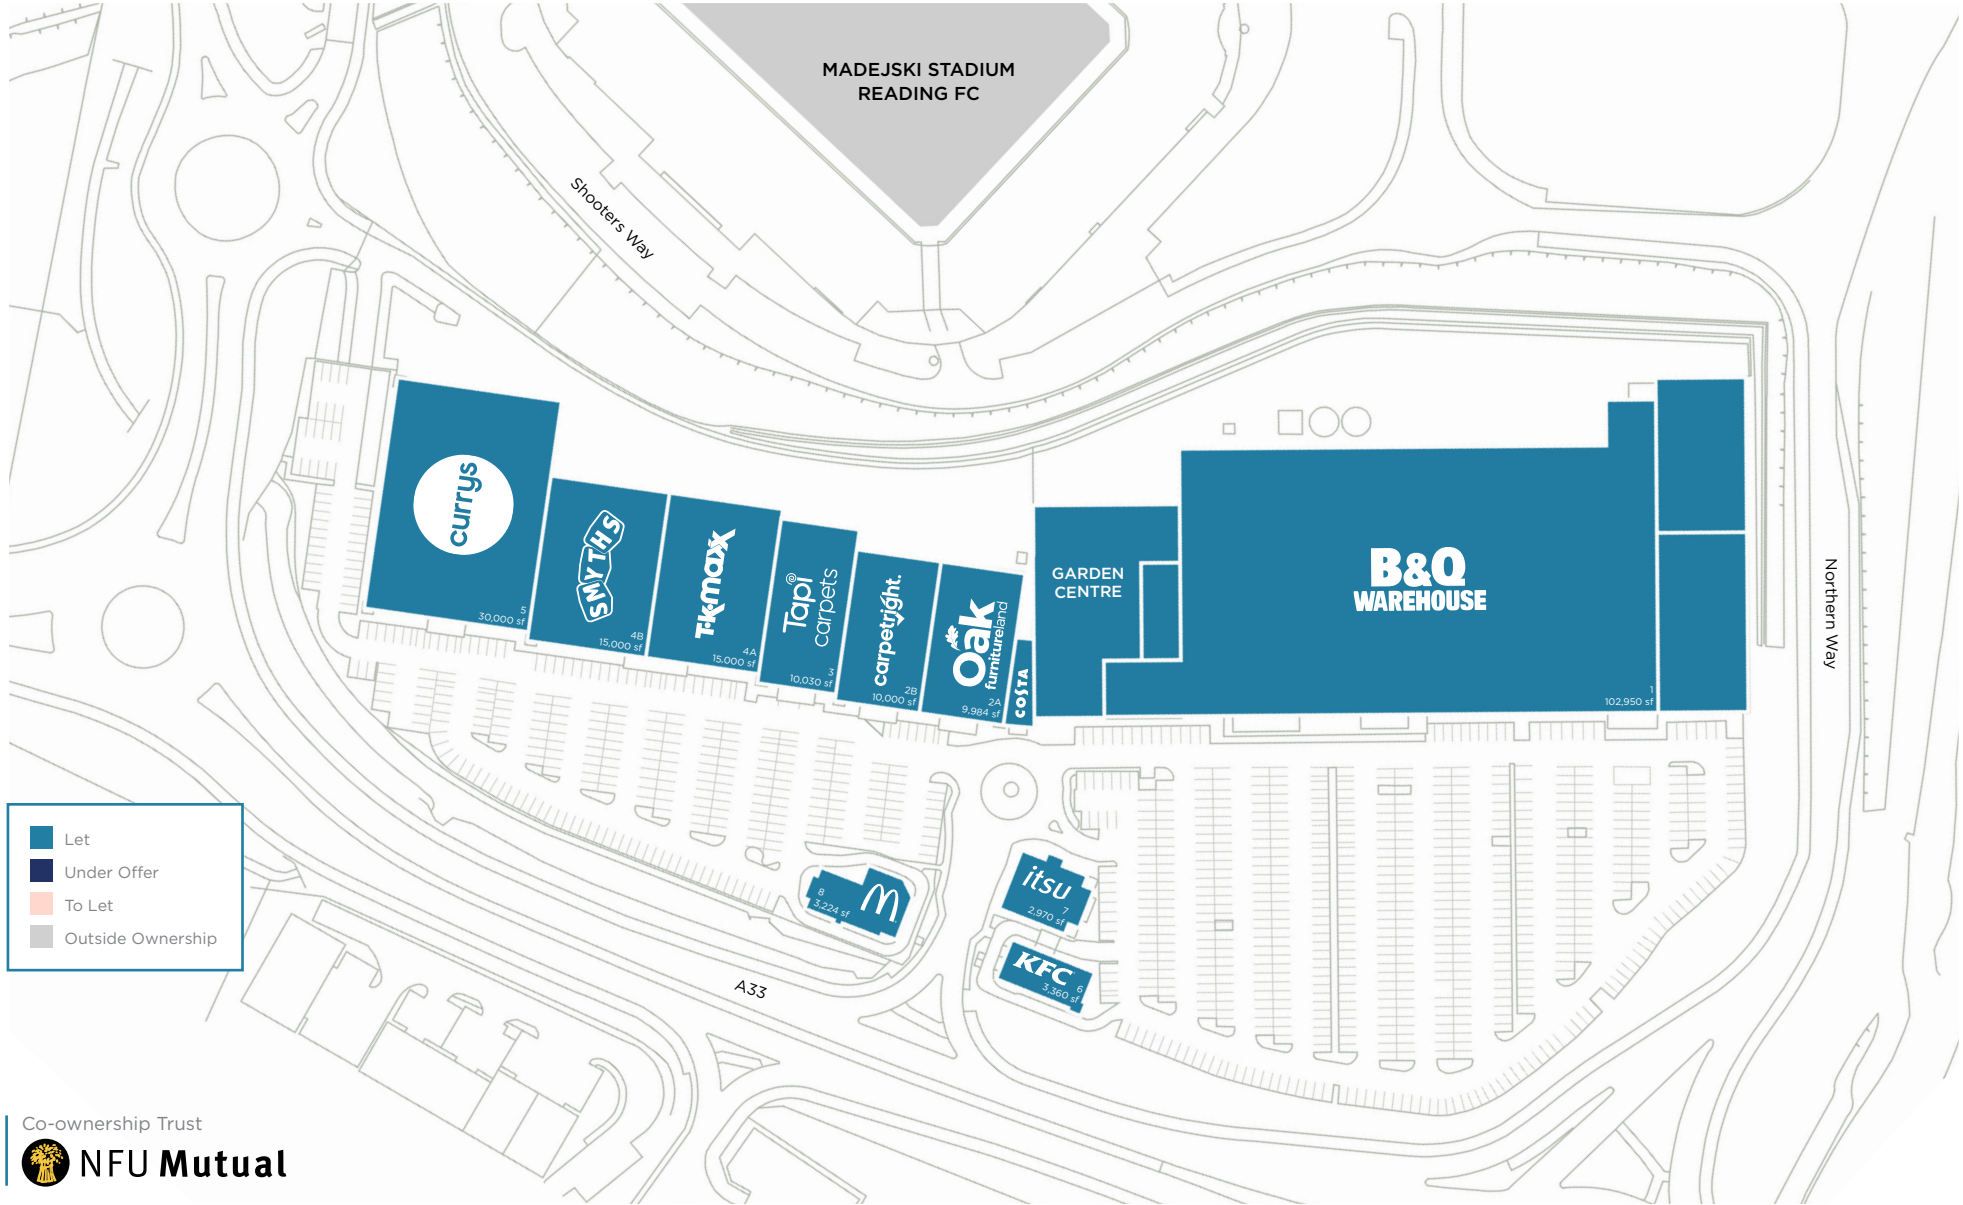 MADEJSKI STADIUM
READING FC
Shooters Way
currys
5
30,000 sf
SMYTHS
4B
15,000 sf
TK maxx
4A
15,000 sf
Tapi
carpets
3
10,030 sf
carpetright.
2B
10,000 sf
Oak
furnitureland
2A
9,984 sf
COSTA
GARDEN
CENTRE
B&Q
WAREHOUSE
1
102,950 sf
Northern Way
8
3,224 sf
M
itsu
7
2,970 sf
KFC
6
3,360 sf
A33
Let
Under Offer
To Let
Outside Ownership
Co-ownership Trust
NFU Mutual